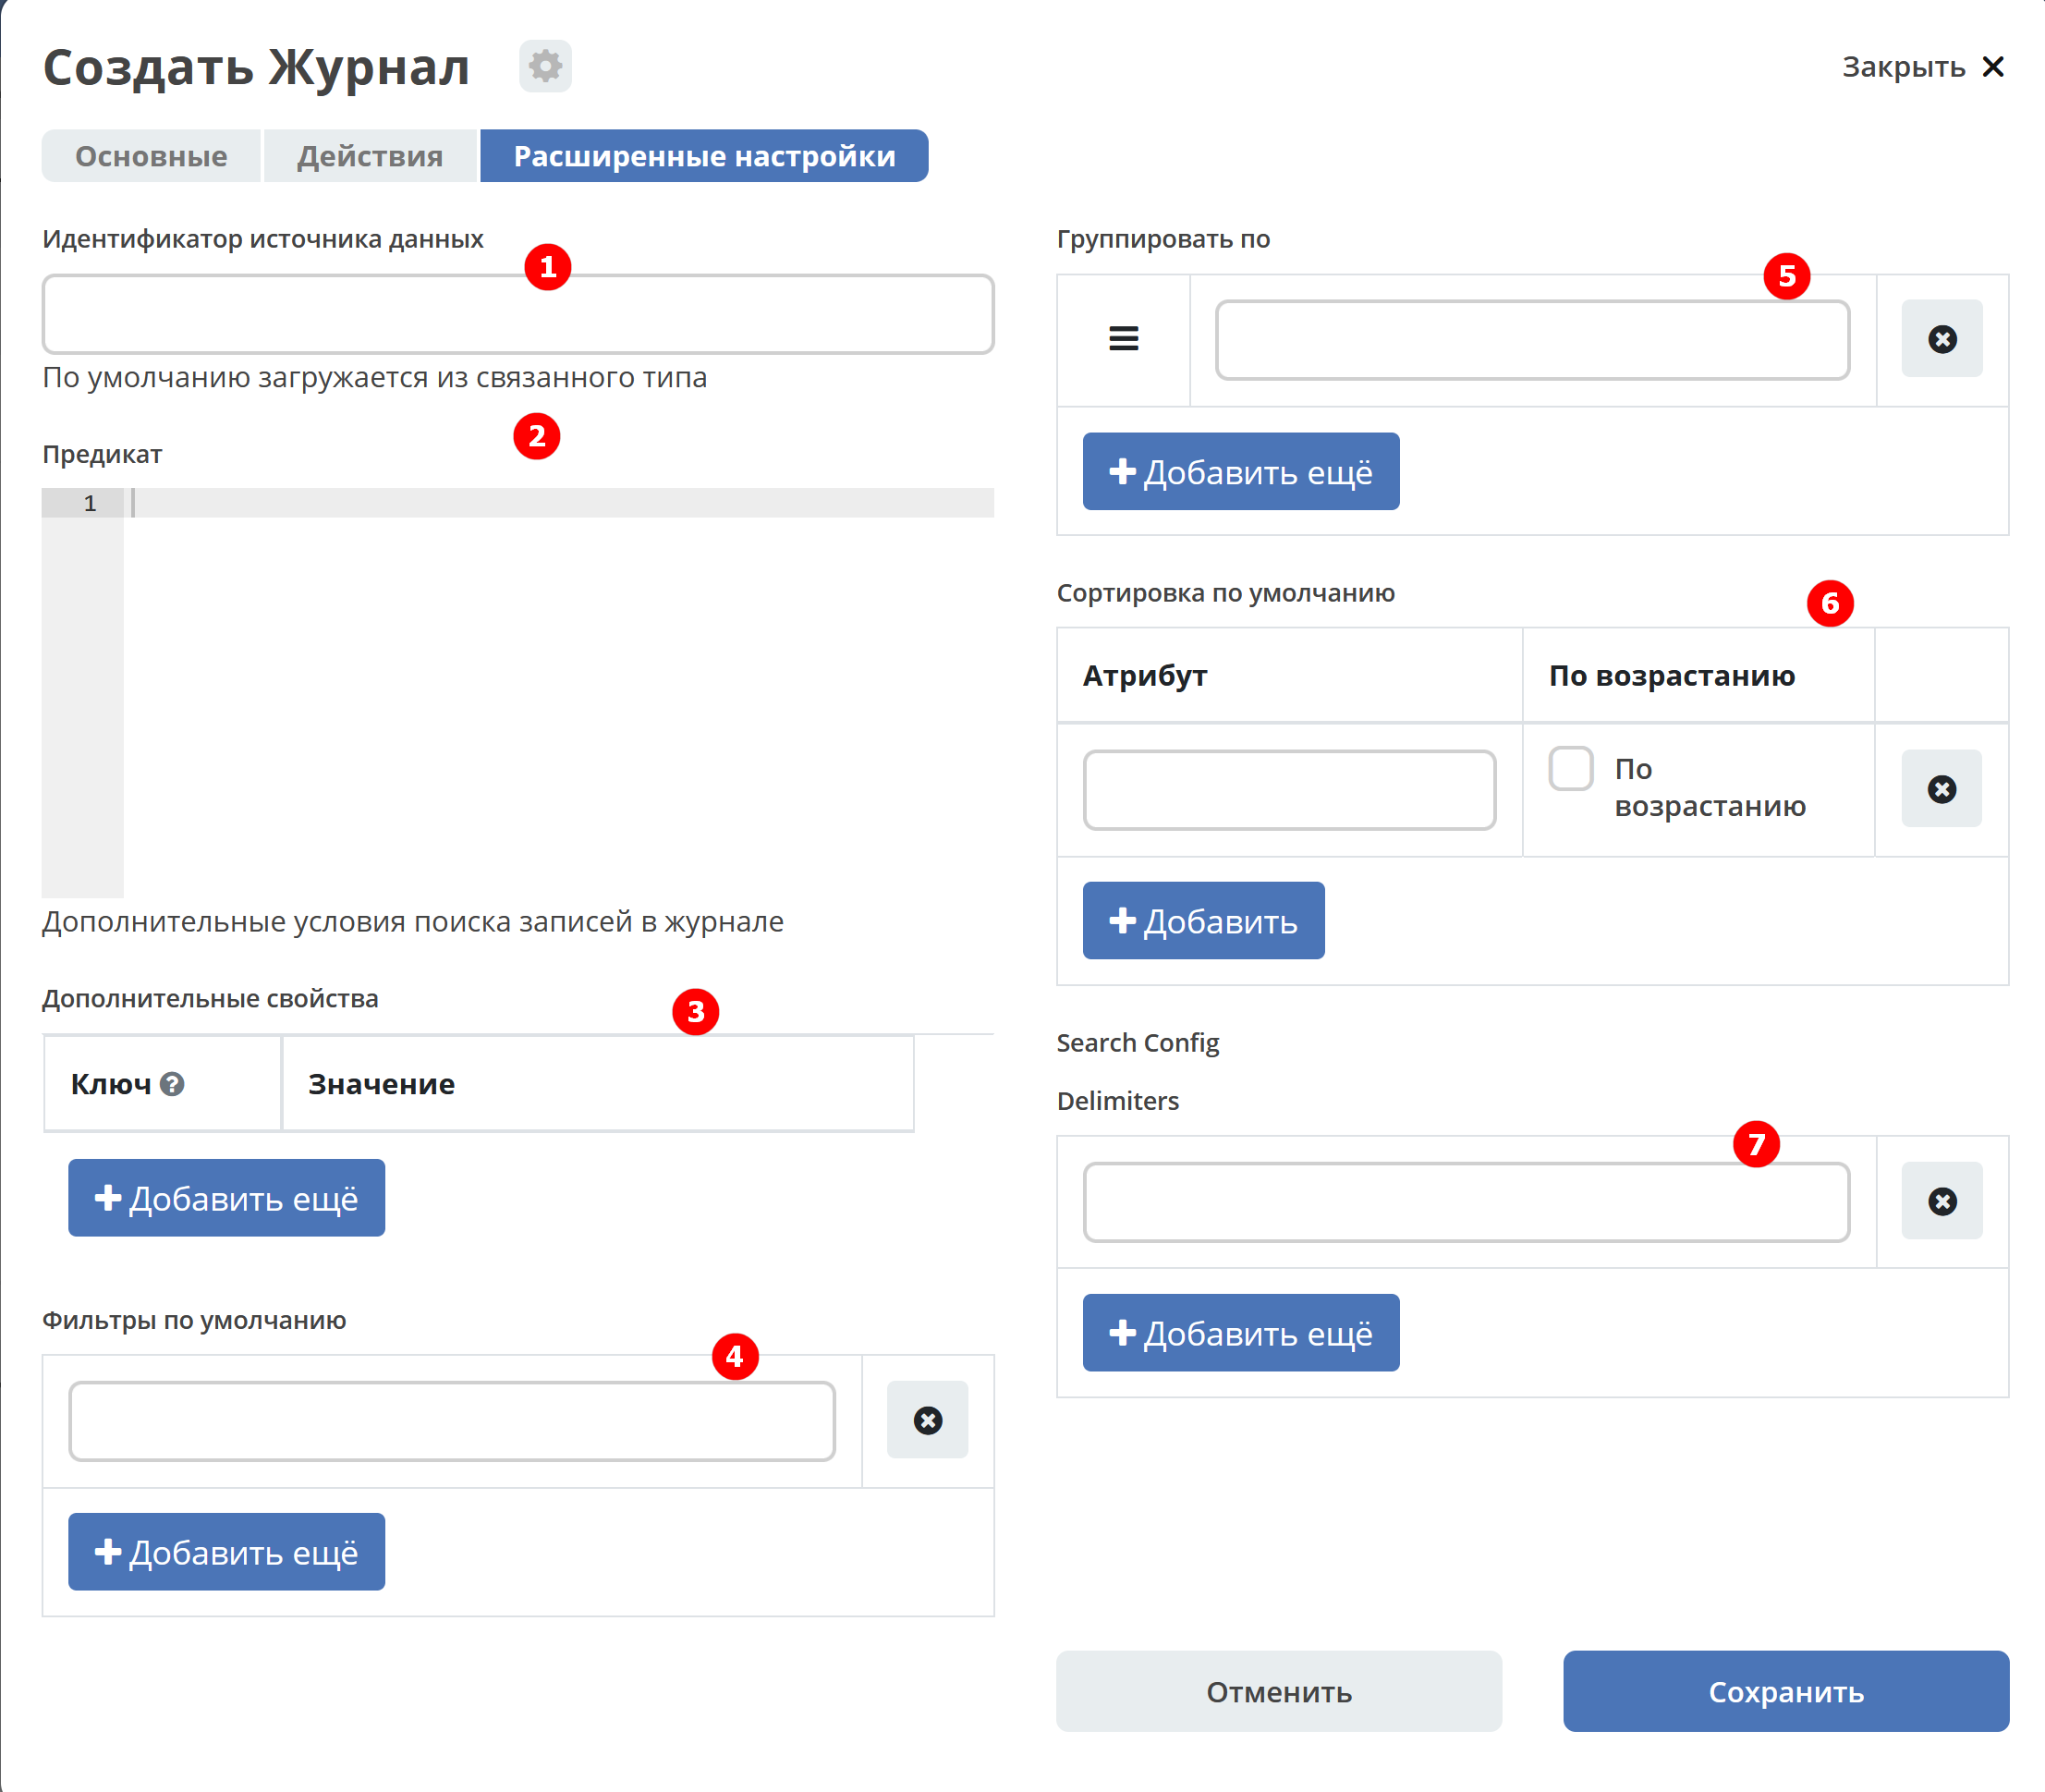 Создать Журнал
Закрыть
Основные
Действия
Расширенные настройки
Идентификатор источника данных
1
По умолчанию загружается из связанного типа
2
Предикат
1
Дополнительные условия поиска записей в журнале
Дополнительные свойства
3
Ключ
Значение
Добавить ещё
Фильтры по умолчанию
4
Добавить ещё
Группировать по
5
Добавить ещё
Сортировка по умолчанию
6
Атрибут
По возрастанию
По
возрастанию
Добавить
Search Config
Delimiters
7
Добавить ещё
Отменить
Сохранить